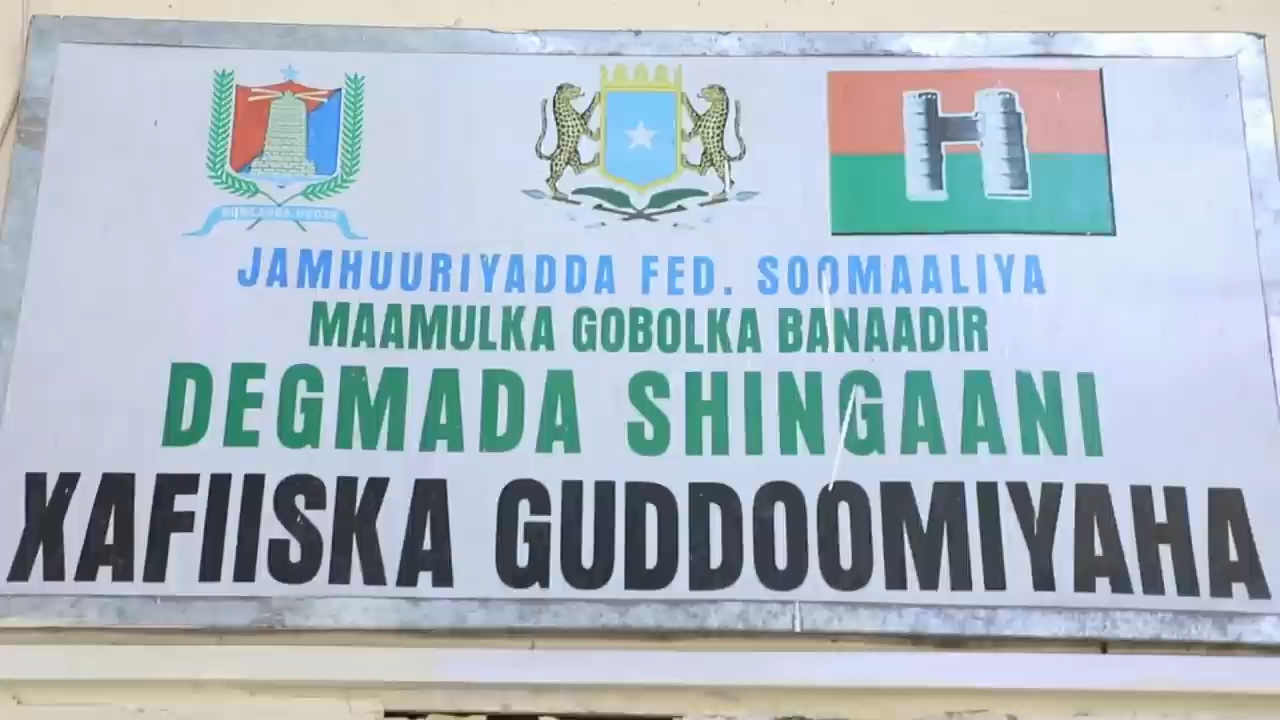 JAMHUURIYADDA FED. SOOMAALIYA
MAAMULKA GOBOLKA BANAADIR
DEGMADA SHINGAANI
XAFIISKA GUDDOOMIYAHA